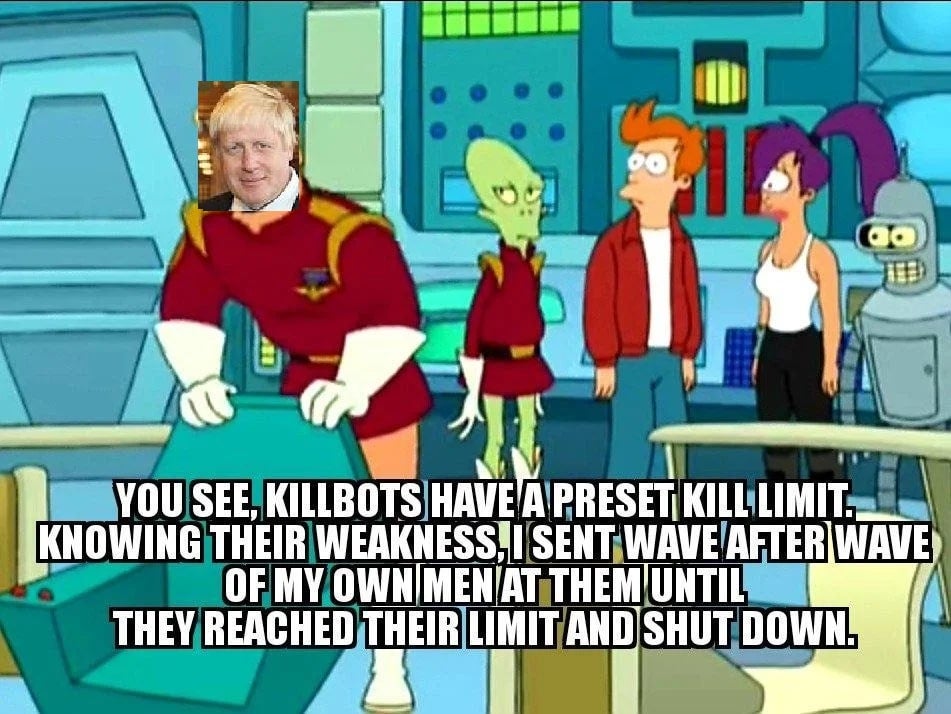 YOU SEE, KILLBOTS HAVE A PRESET KILL LIMIT.
KNOWING THEIR WEAKNESS, I SENT WAVE AFTER WAVE
OF MY OWN MEN AT THEM UNTIL
THEY REACHED THEIR LIMIT AND SHUT DOWN.